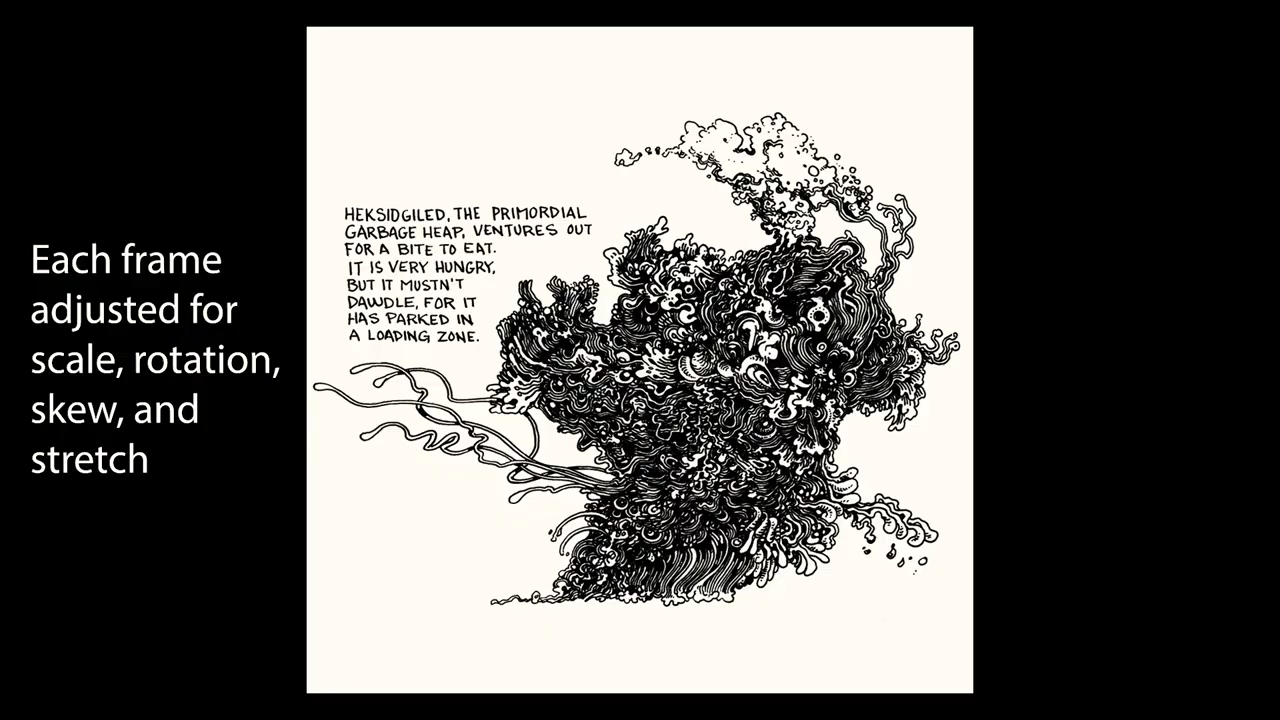 Each frame
adjusted for
scale, rotation,
skew, and
stretch
HEKSIDGILED, THE PRIMORDIAL
GARBAGE HEAP, VENTURES OUT
FOR A BITE TO EAT.
IT IS VERY HUNGRY,
BUT IT MUSTN'T
DAWDLE, FOR IT
HAS PARKED IN
A LOADING ZONE.